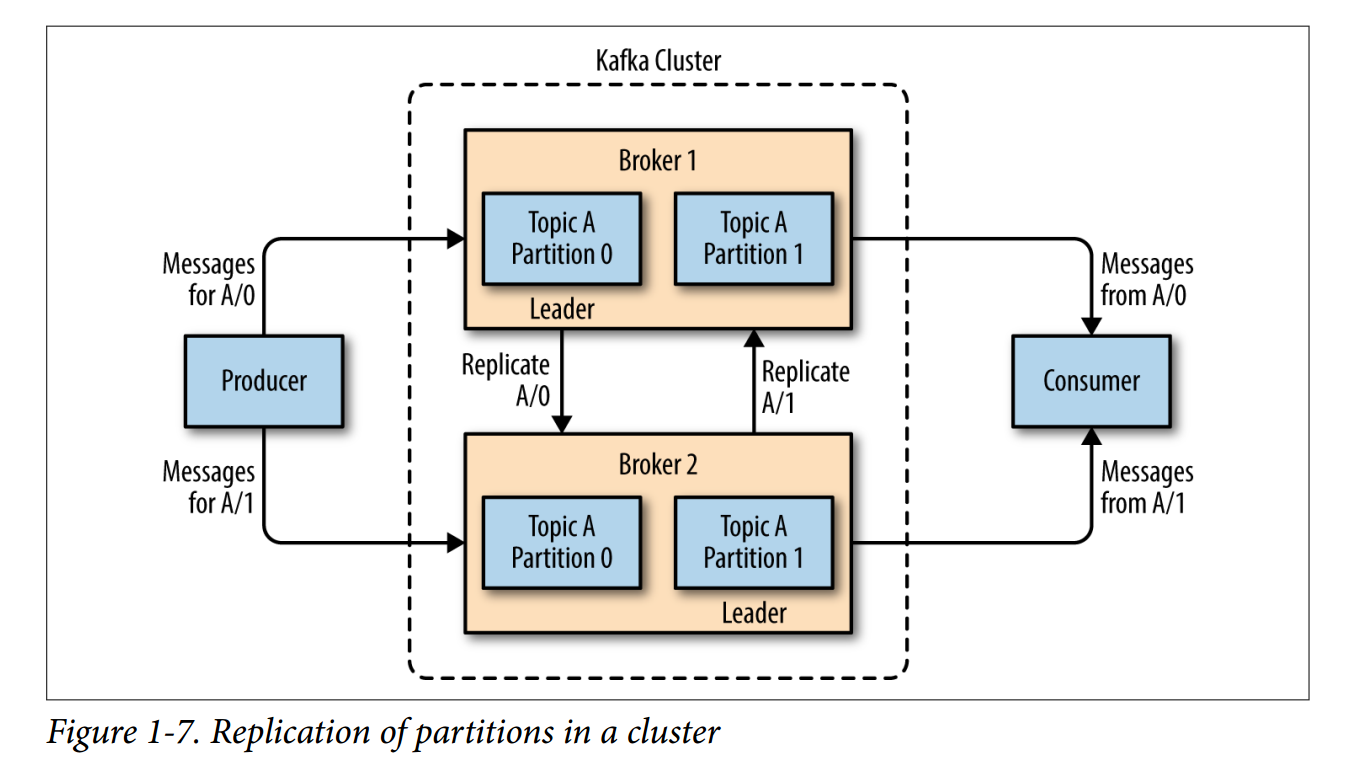 Kafka Cluster
Broker 1
Topic A
Partition 0
Topic A
Partition 1
Leader
Messages
for A/0
Messages
from A/0
Replicate
A/0
Replicate
A/1
Producer
Consumer
Broker 2
Messages
for A/1
Messages
from A/1
Topic A
Partition 0
Topic A
Partition 1
Leader
Figure 1-7. Replication of partitions in a cluster